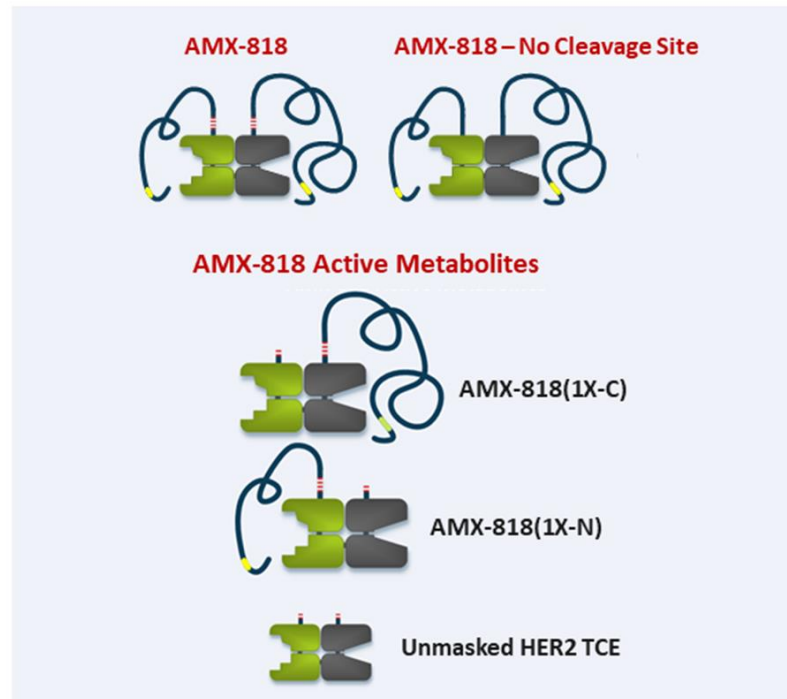 AMX-818
AMX-818 – No Cleavage Site
AMX-818 Active Metabolites
AMX-818(1X-C)
AMX-818(1X-N)
Unmasked HER2 TCE